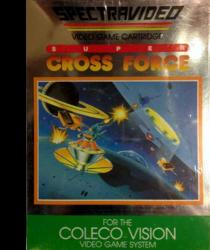 SPECTRAVIDEO
VIDEO GAME CARTRIDGE
SUPER
CROSS FORCE
FOR THE
COLECO VISION
VIDEO GAME SYSTEM